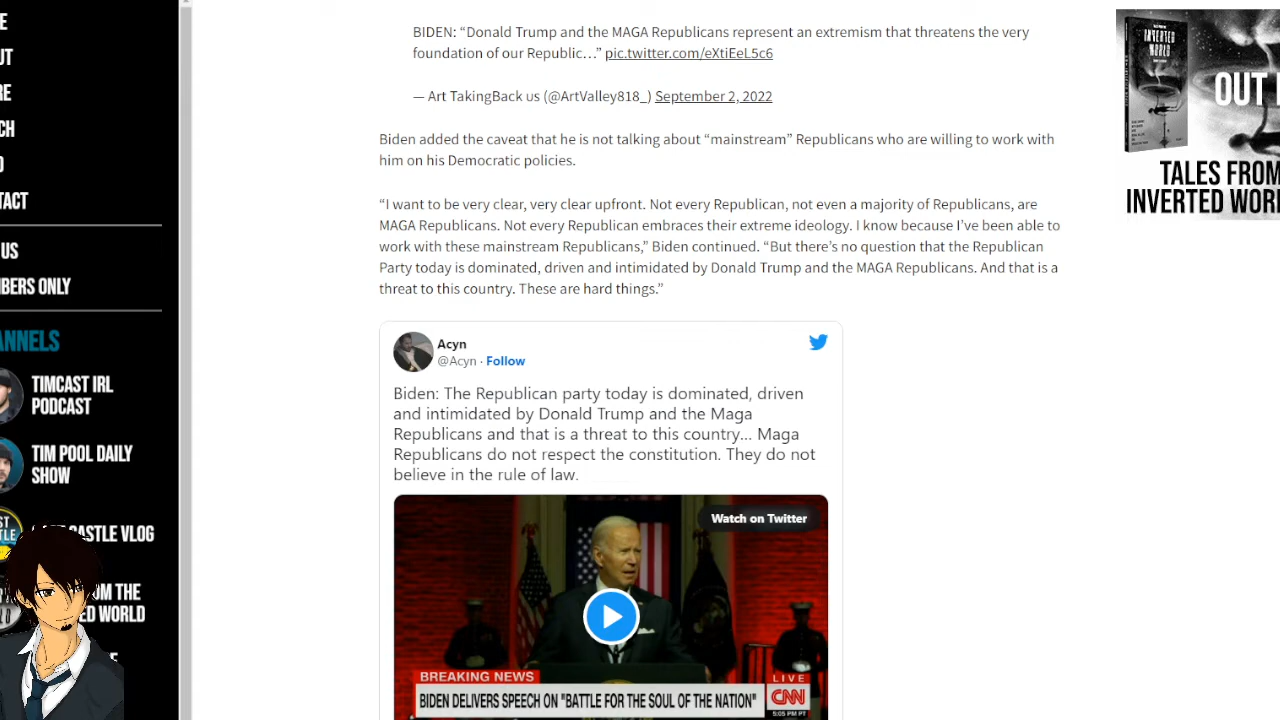 BIDEN: “Donald Trump and the MAGA Republicans represent an extremism that threatens the very
foundation of our Republic…” pic.twitter.com/eXtiEeL5c6
— Art TakingBack us (@ArtValley818_) September 2, 2022
Biden added the caveat that he is not talking about “mainstream” Republicans who are willing to work with
him on his Democratic policies.
“I want to be very clear, very clear upfront. Not every Republican, not even a majority of Republicans, are
MAGA Republicans. Not every Republican embraces their extreme ideology. I know because I’ve been able to
work with these mainstream Republicans,” Biden continued. “But there’s no question that the Republican
Party today is dominated, driven and intimidated by Donald Trump and the MAGA Republicans. And that is a
threat to this country. These are hard things.”
Acyn
@Acyn · Follow
Biden: The Republican party today is dominated, driven
and intimidated by Donald Trump and the Maga
Republicans and that is a threat to this country… Maga
Republicans do not respect the constitution. They do not
believe in the rule of law.
Watch on Twitter
BREAKING NEWS
BIDEN DELIVERS SPEECH ON "BATTLE FOR THE SOUL OF THE NATION"
LIVE
CNN
5:05 PM PT
US
TIMCAST IRL
PODCAST
TIM POOL DAILY
SHOW
CASTLE VLOG
THE
WORLD
INVERTED
WORLD
OUT
TALES FROM
INVERTED